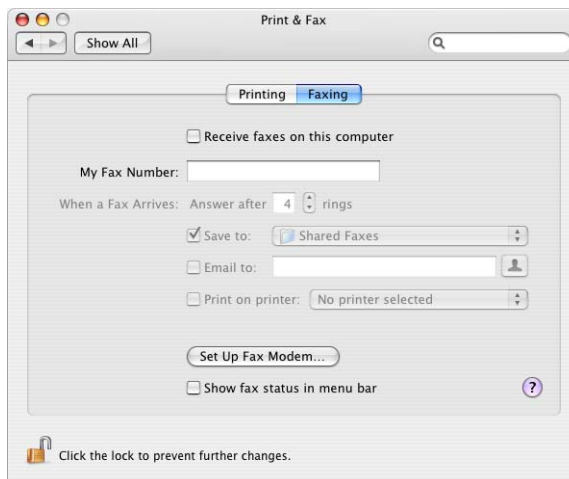 Print & Fax
Show All
Printing Faxing
Receive faxes on this computer
My Fax Number:
When a Fax Arrives: Answer after 4 rings
Save to: Shared Faxes
Email to:
Print on printer: No printer selected
Set Up Fax Modem...
Show fax status in menu bar
?
Click the lock to prevent further changes.